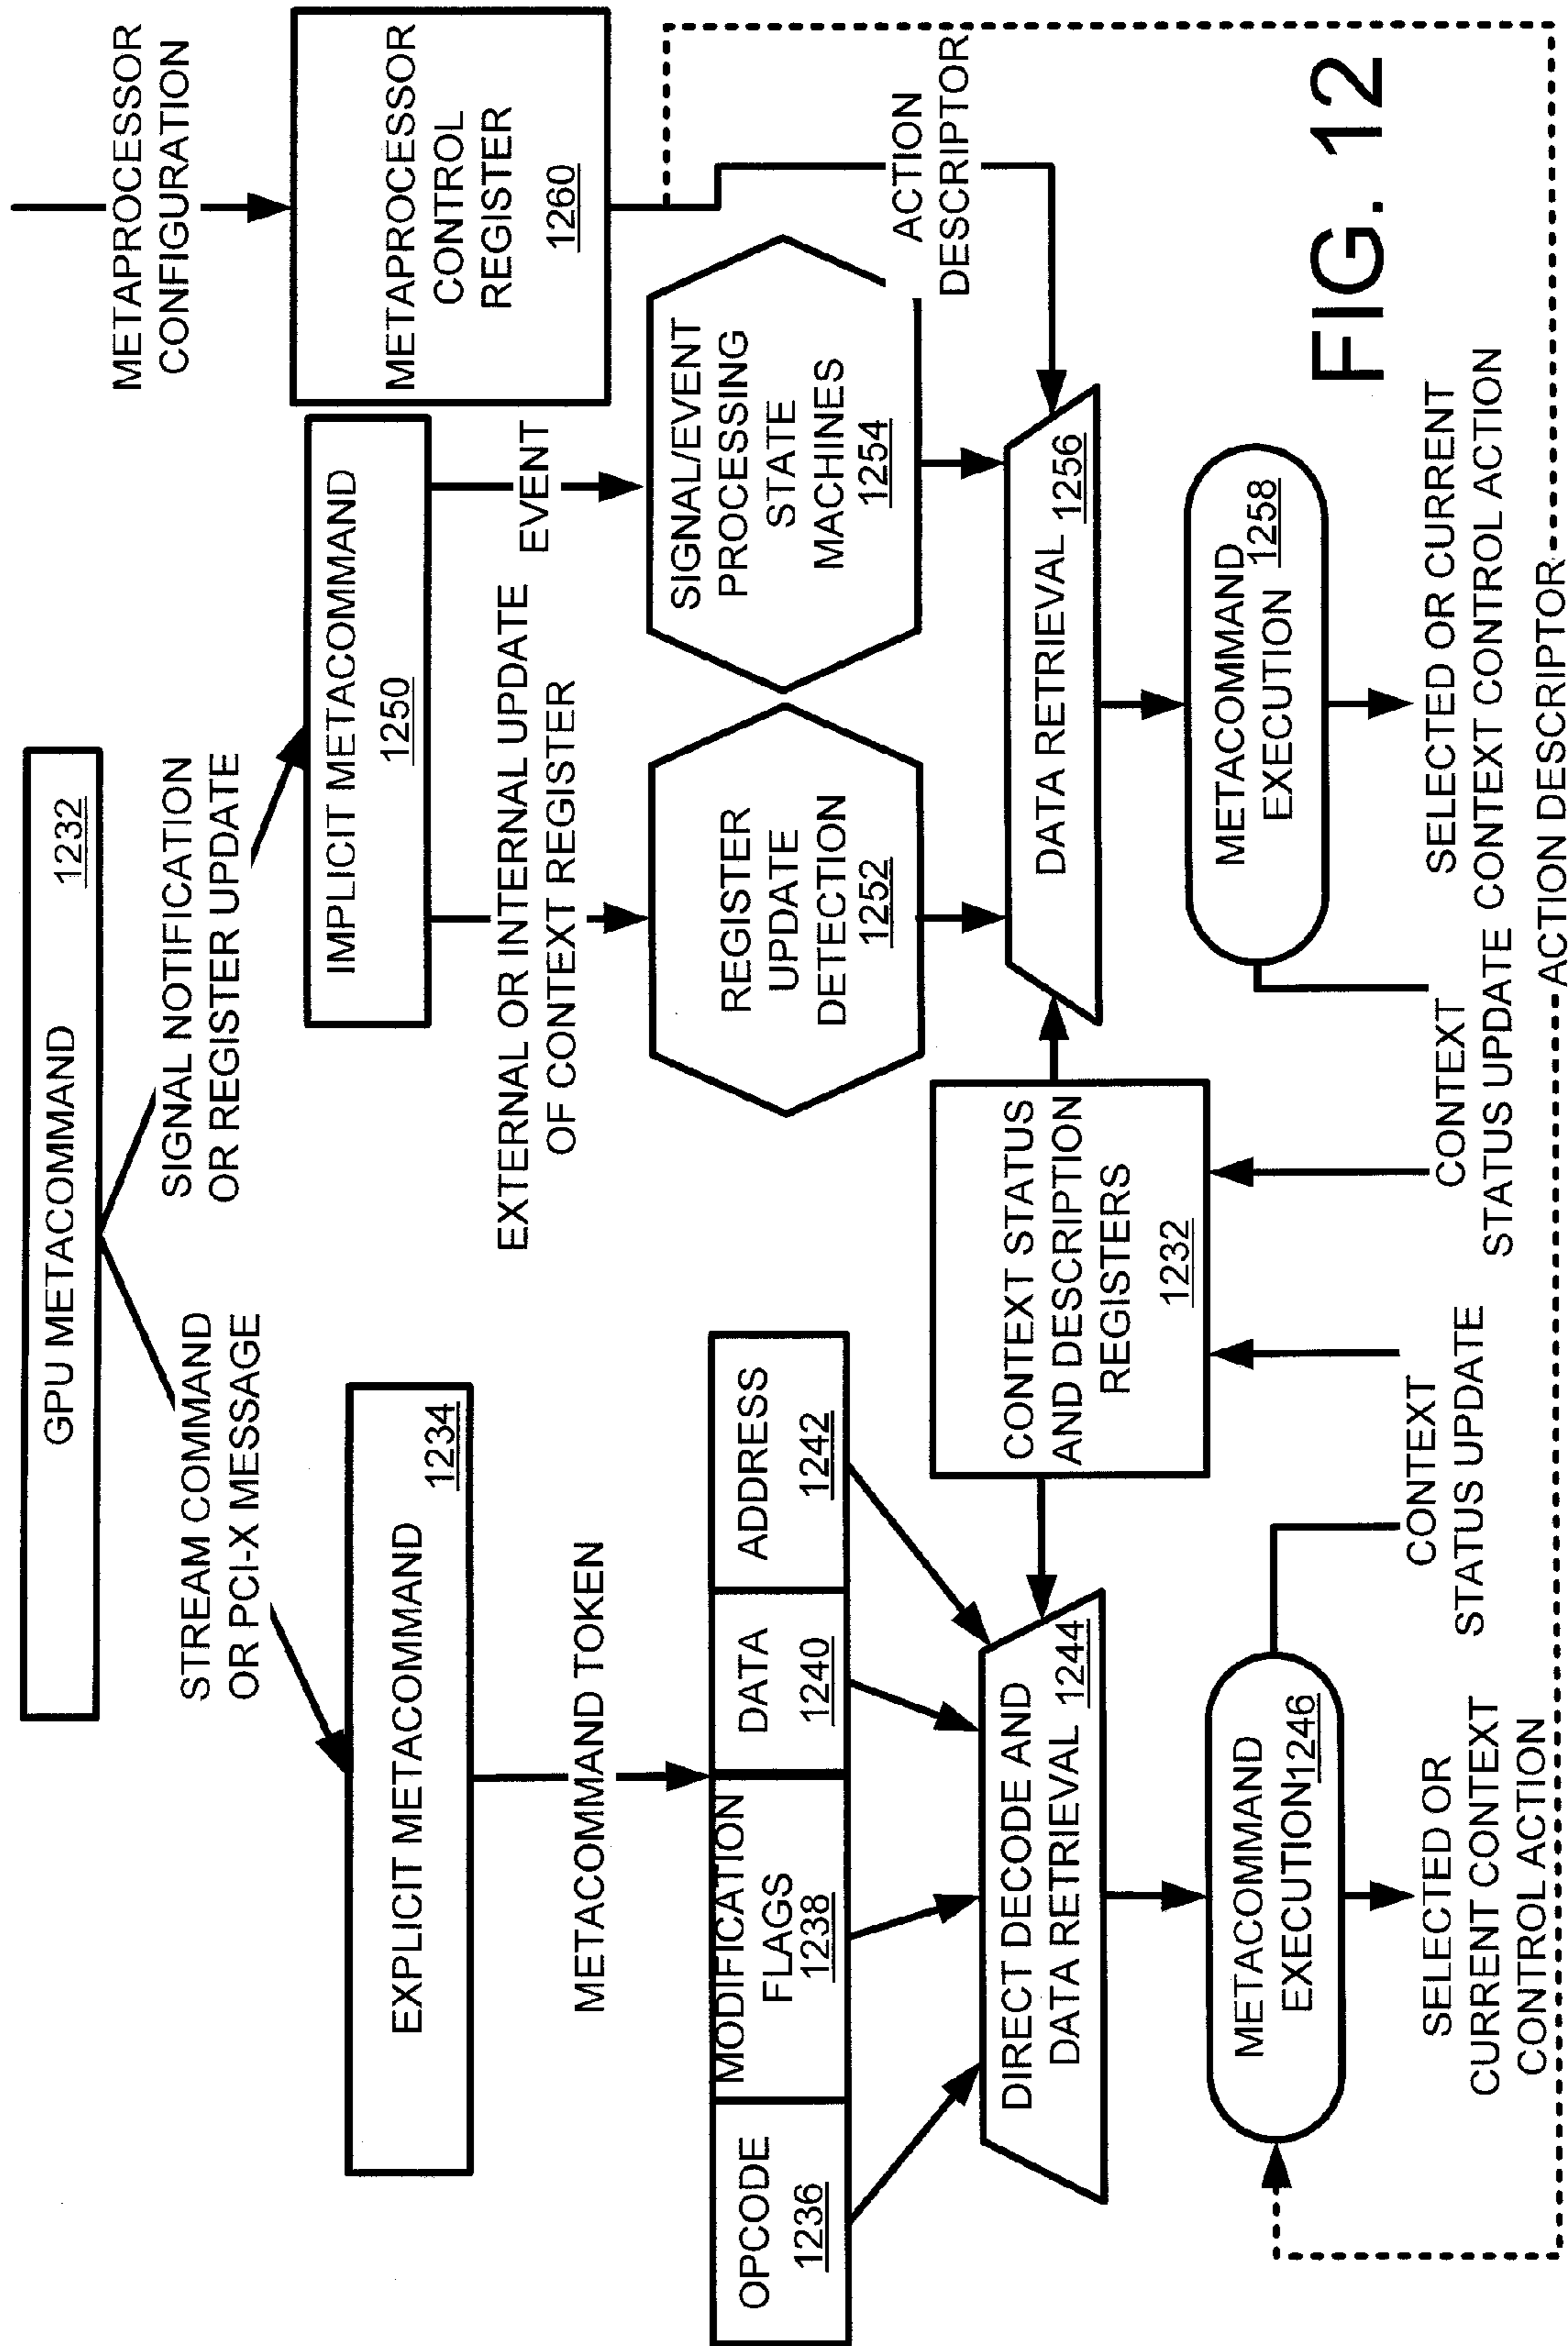 GPU METACOMMAND
1232
METAPROCESSOR
CONFIGURATION
STREAM COMMAND
OR PCI-X MESSAGE
SIGNAL NOTIFICATION
OR REGISTER UPDATE
EXPLICIT METACOMMAND
1234
IMPLICIT METACOMMAND
1250
METAPROCESSOR
CONTROL
REGISTER
1260
METACOMMAND TOKEN
EXTERNAL OR INTERNAL UPDATE
OF CONTEXT REGISTER
EVENT
OPCODE
1236
MODIFICATION
FLAGS
1238
DATA
1240
ADDRESS
1242
REGISTER
UPDATE
DETECTION
1252
SIGNAL/EVENT
PROCESSING
STATE
MACHINES
1254
ACTION
DESCRIPTOR
DIRECT DECODE AND
DATA RETRIEVAL 1244
CONTEXT STATUS
AND DESCRIPTION
REGISTERS
1232
DATA RETRIEVAL 1256
METACOMMAND
EXECUTION1246
METACOMMAND
EXECUTION 1258
SELECTED OR
CURRENT CONTEXT
CONTROL ACTION
CONTEXT
STATUS UPDATE
CONTEXT
STATUS UPDATE
SELECTED OR CURRENT
CONTEXT CONTROL ACTION
ACTION DESCRIPTOR
FIG. 12